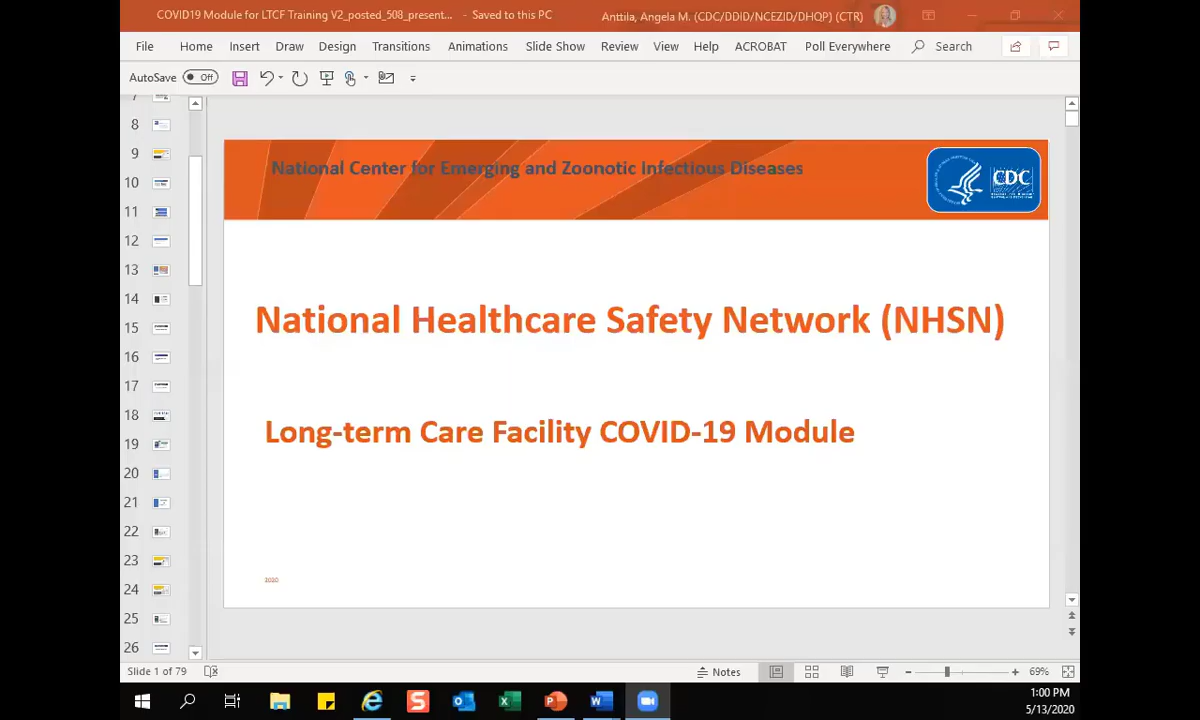 COVID19 Module for LTCF Training V2_posted_508_present... - Saved to this PC
Anttila, Angela M. (CDC/DDID/NCEZID/DHQP) (CTR)
File Home Insert Draw Design Transitions Animations Slide Show Review View Help ACROBAT Poll Everywhere Search
AutoSave Off
7
8
9
10
11
12
13
14
15
16
17
18
19
20
21
22
23
24
25
26
National Center for Emerging and Zoonotic Infectious Diseases
CDC
National Healthcare Safety Network (NHSN)
Long-term Care Facility COVID-19 Module
2020
Slide 1 of 79
Notes
69%
1:00 PM
5/13/2020